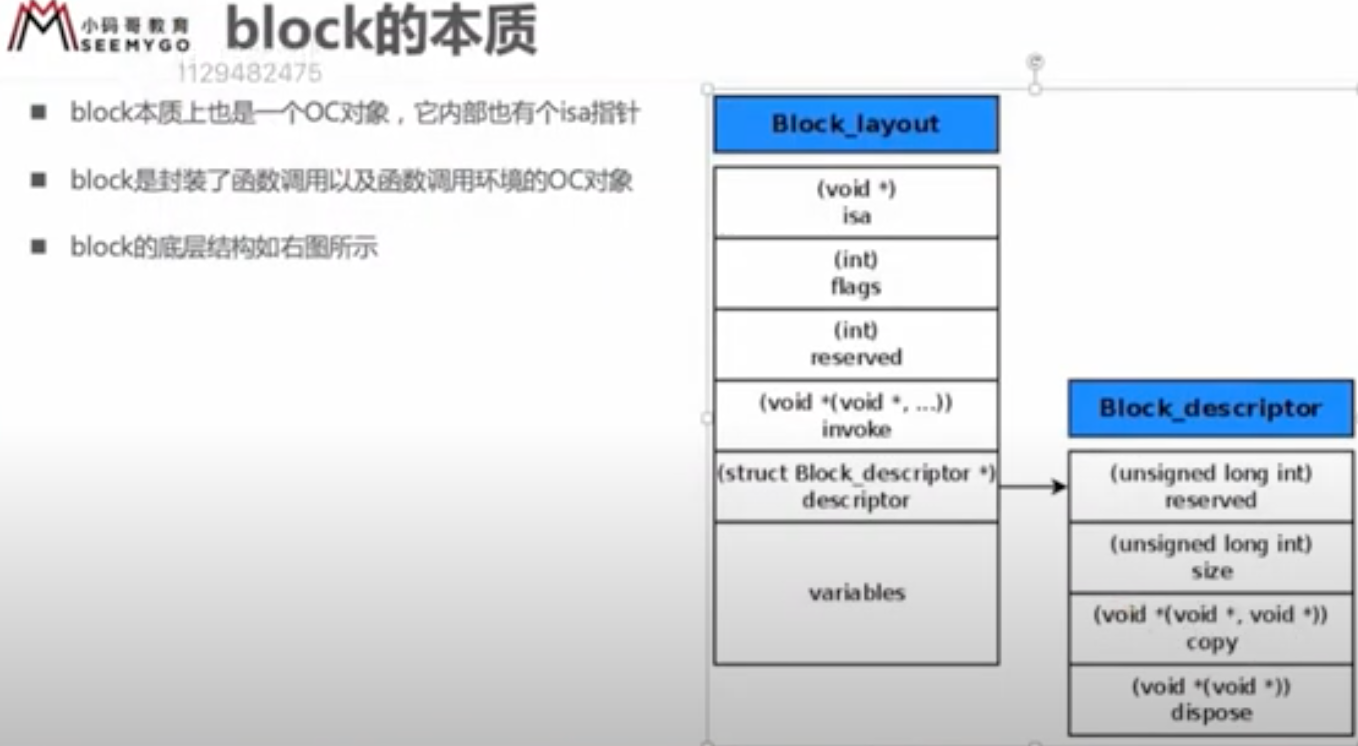 小码哥教育
SEEMYGO
block的本质
1129482475
■ block本质上也是一个OC对象，它内部也有个isa指针
■ block是封装了函数调用以及函数调用环境的OC对象
■ block的底层结构如右图所示
Block_layout
(void *)
isa
(int)
flags
(int)
reserved
(void *(void *, ...))
invoke
(struct Block_descriptor *)
descriptor
variables
Block_descriptor
(unsigned long int)
reserved
(unsigned long int)
size
(void *(void *, void *))
copy
(void *(void *))
dispose